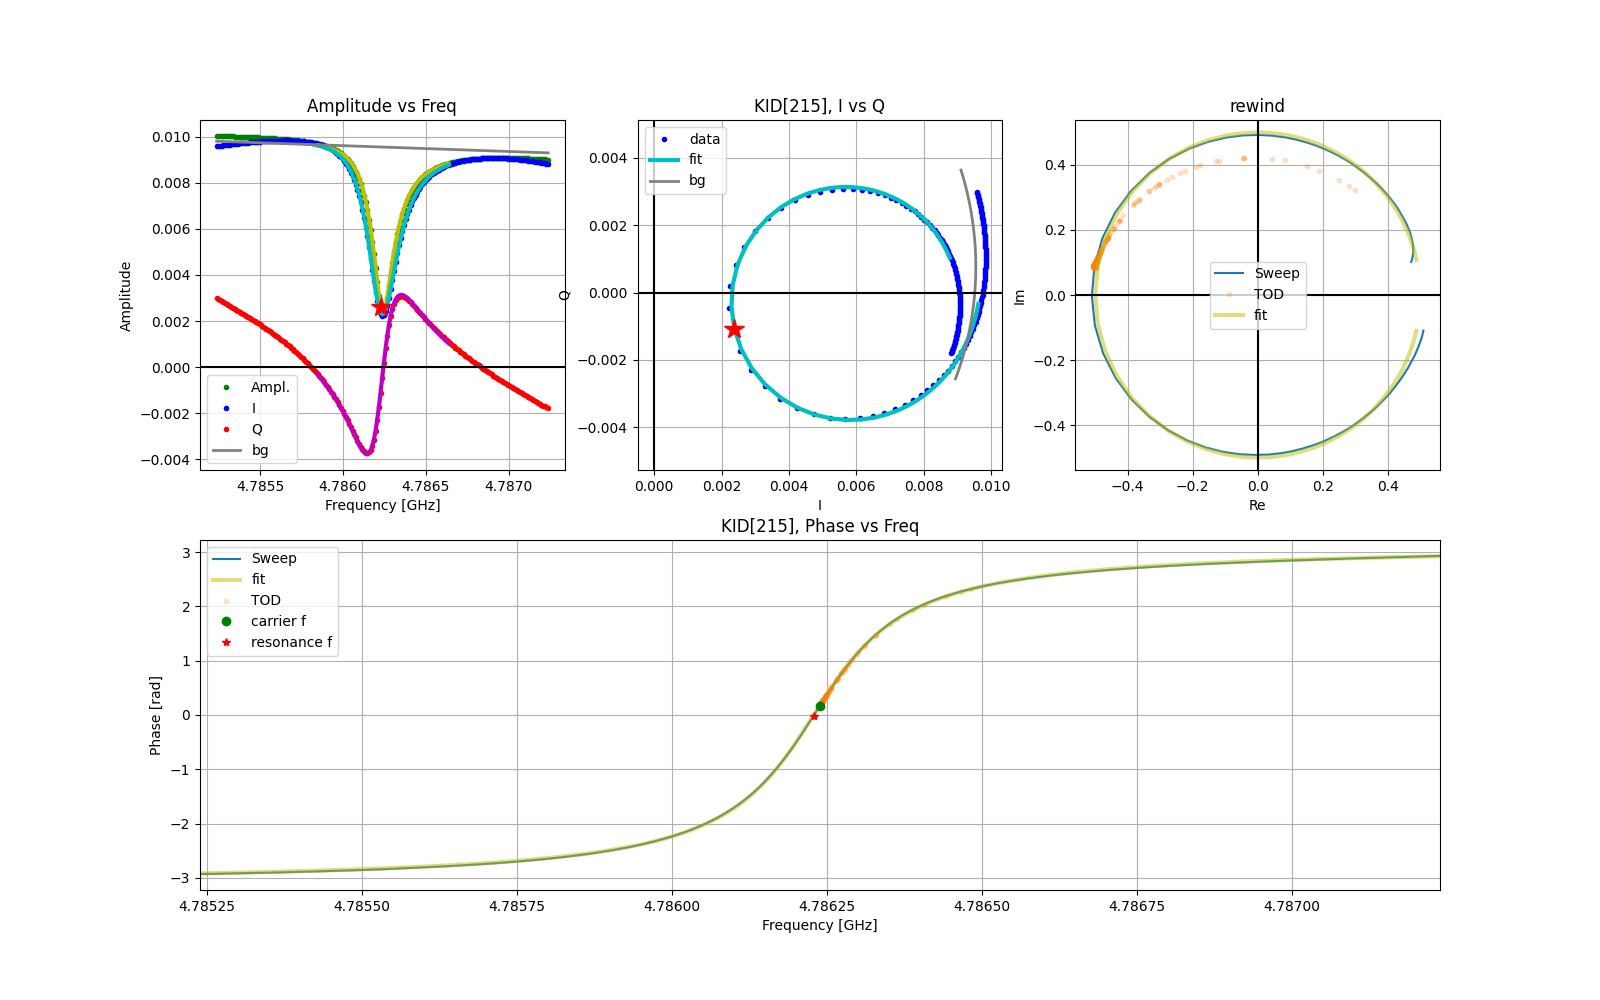 Amplitude vs Freq
0.010
0.008
0.006
0.004
0.002
0.000
−0.002
−0.004
Amplitude
Ampl.
I
Q
bg
4.7855
4.7860
4.7865
4.7870
Frequency [GHz]
KID[215], I vs Q
0.004
0.002
0.000
−0.002
−0.004
Q
data
fit
bg
0.000
0.002
0.004
0.006
0.008
0.010
I
rewind
0.4
0.2
0.0
−0.2
−0.4
Im
Sweep
TOD
fit
−0.4
−0.2
0.0
0.2
0.4
Re
KID[215], Phase vs Freq
3
2
1
0
−1
−2
−3
Phase [rad]
Sweep
fit
TOD
carrier f
resonance f
4.78525
4.78550
4.78575
4.78600
4.78625
4.78650
4.78675
4.78700
Frequency [GHz]